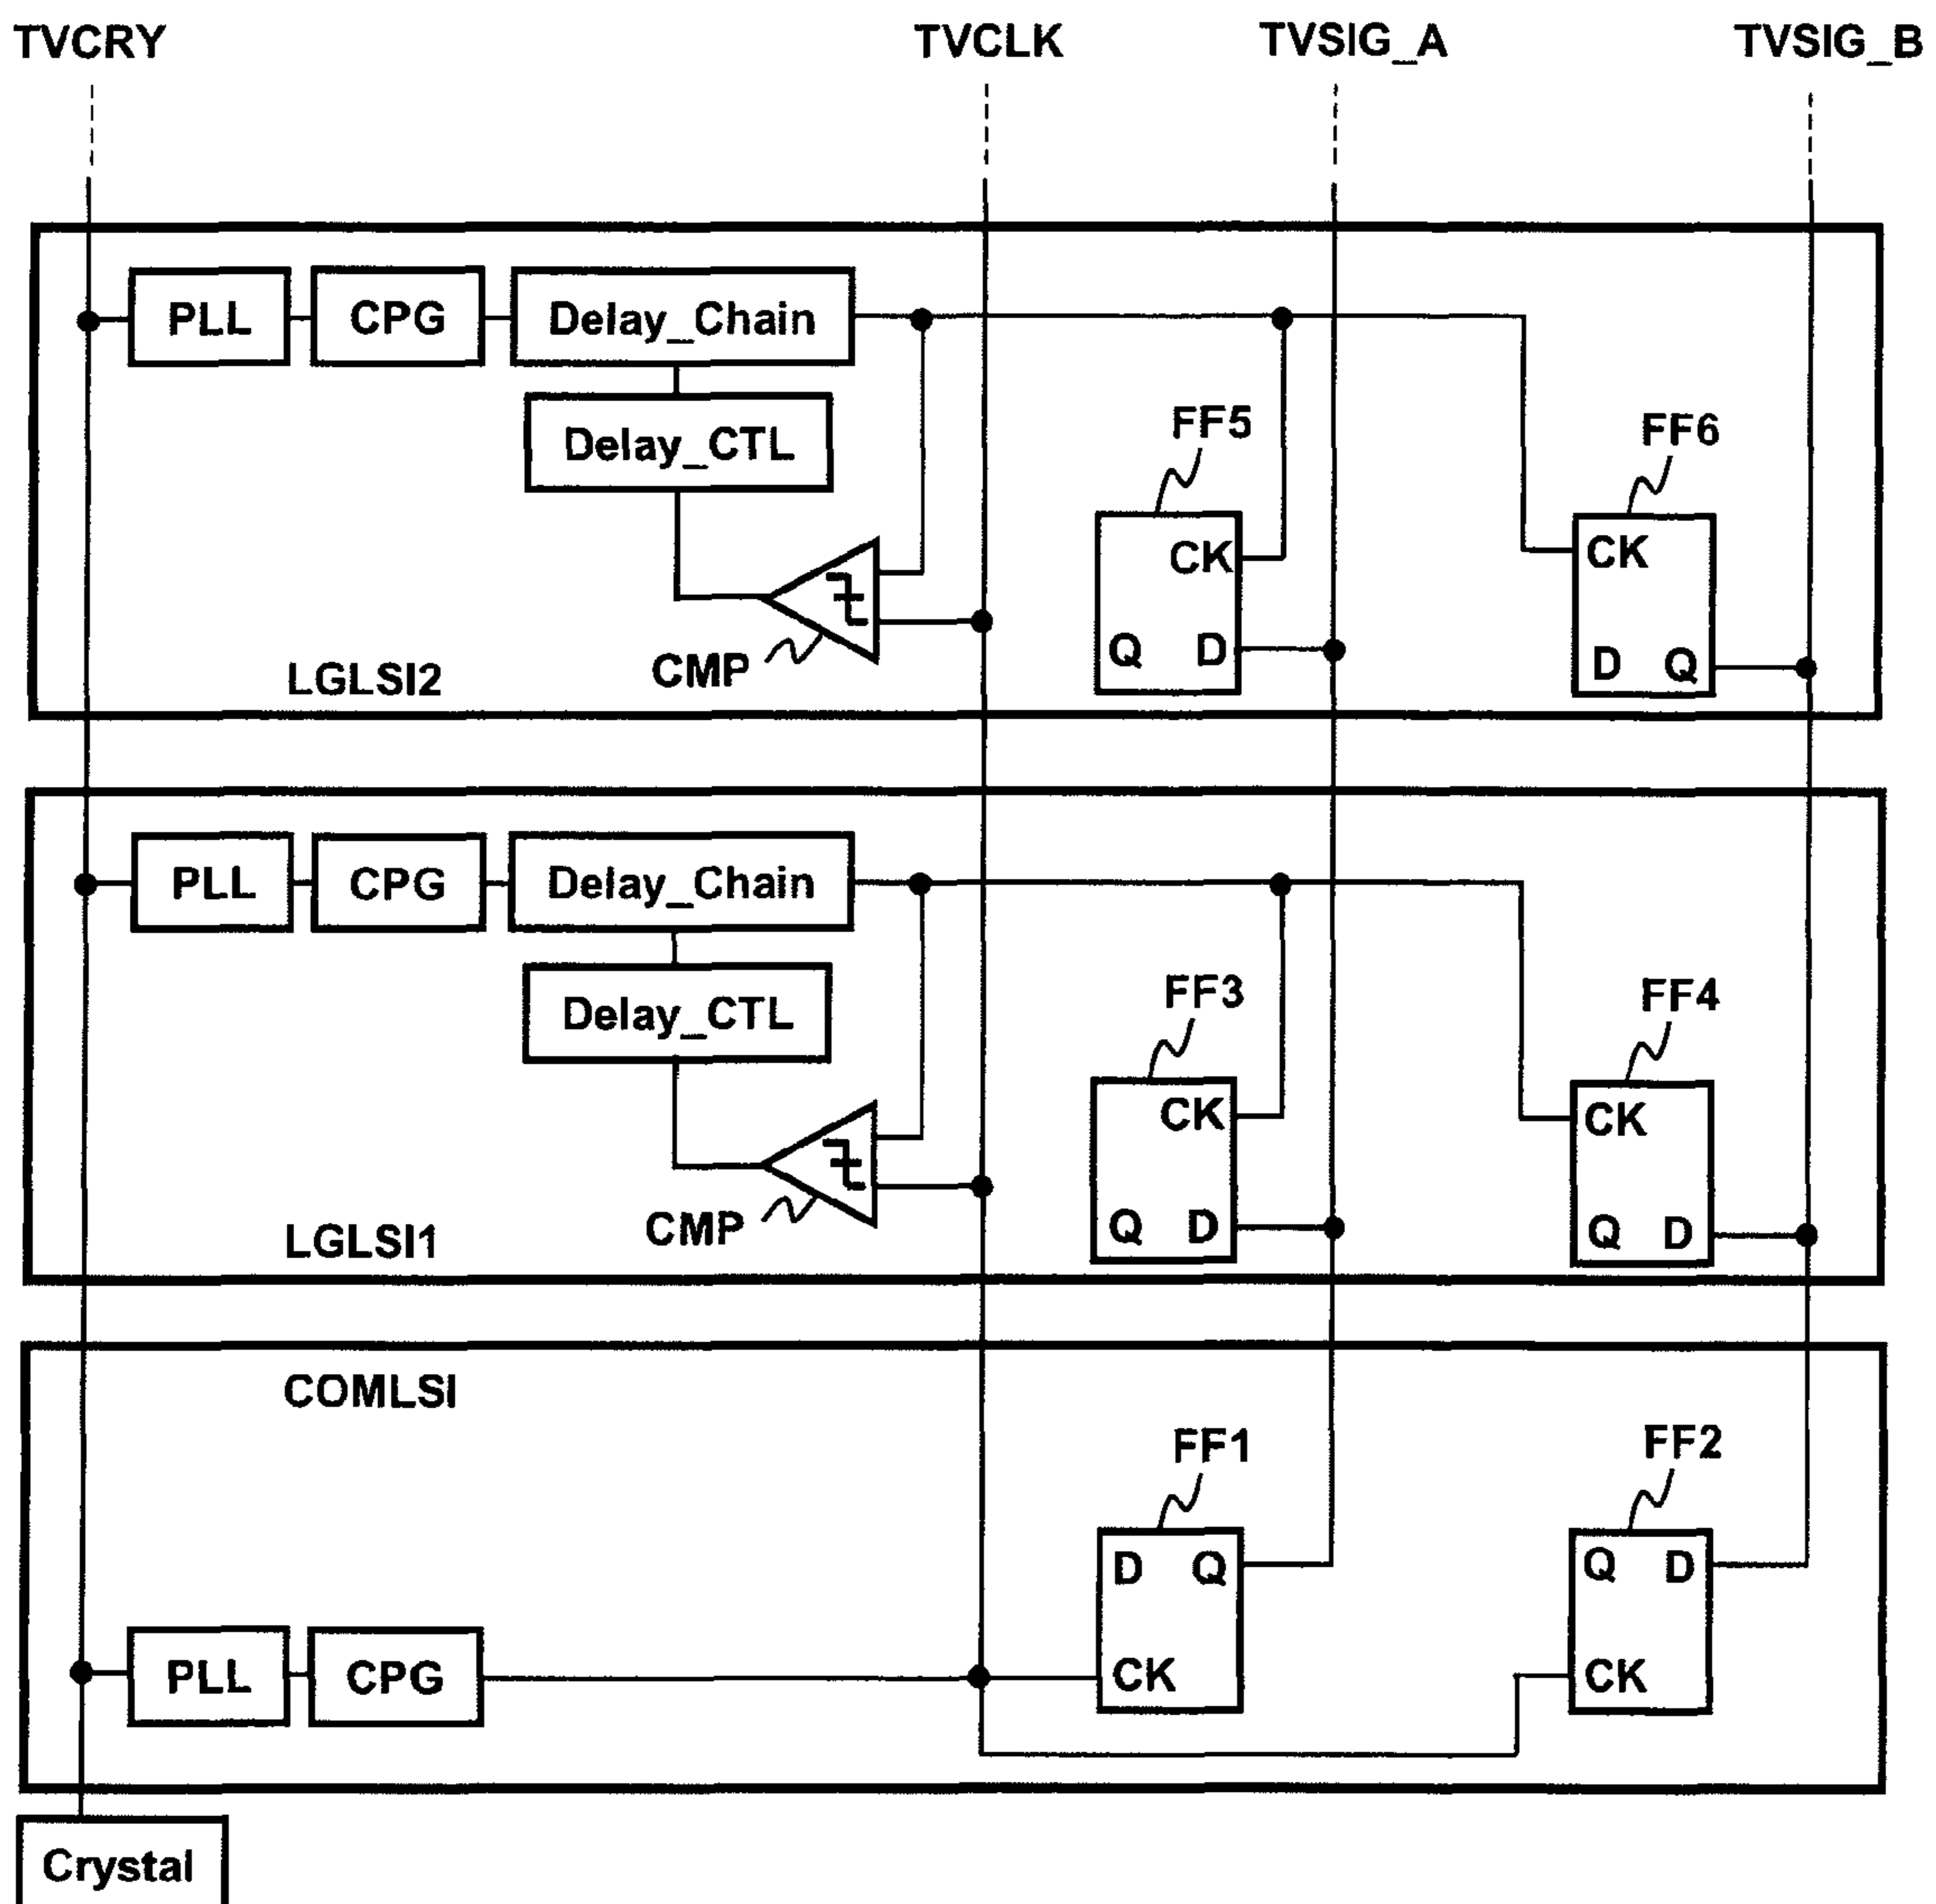 TVCRY TVCLK TVSIG_A TVSIG_B
PLL CPG Delay_Chain
Delay_CTL
FF5 FF6
CK CK
Q D D Q
CMP
LGLSI2
PLL CPG Delay_Chain
Delay_CTL
FF3 FF4
CK CK
Q D Q D
CMP
LGLSI1
COMLSI
FF1 FF2
D Q Q D
PLL CPG CK CK
Crystal